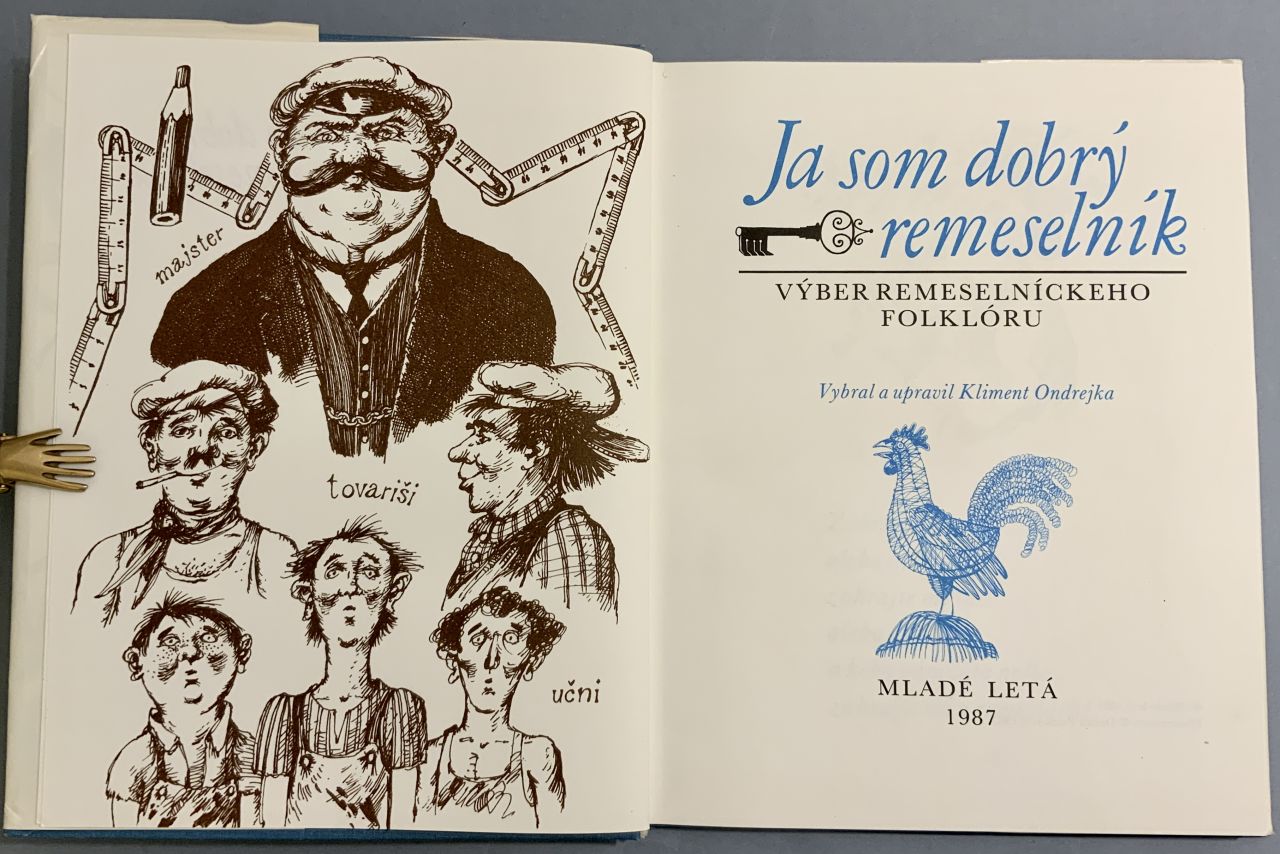 majster
tovariši
učni
Ja som dobrý
remeselník
VÝBER REMESELNÍCKEHO
FOLKLÓRU
Vybral a upravil Kliment Ondrejka
MLADÉ LETÁ
1987